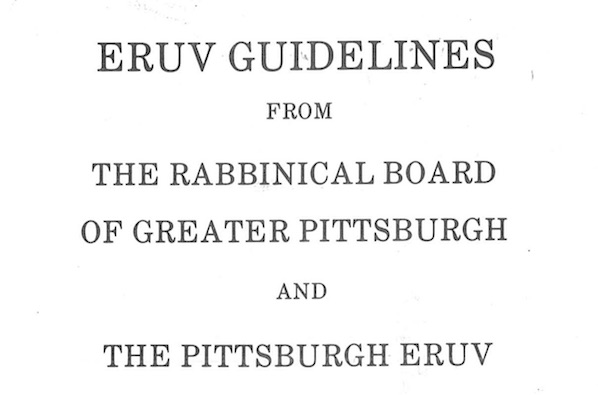 ERUV GUIDELINES
FROM
THE RABBINICAL BOARD
OF GREATER PITTSBURGH
AND
THE PITTSBURGH ERUV